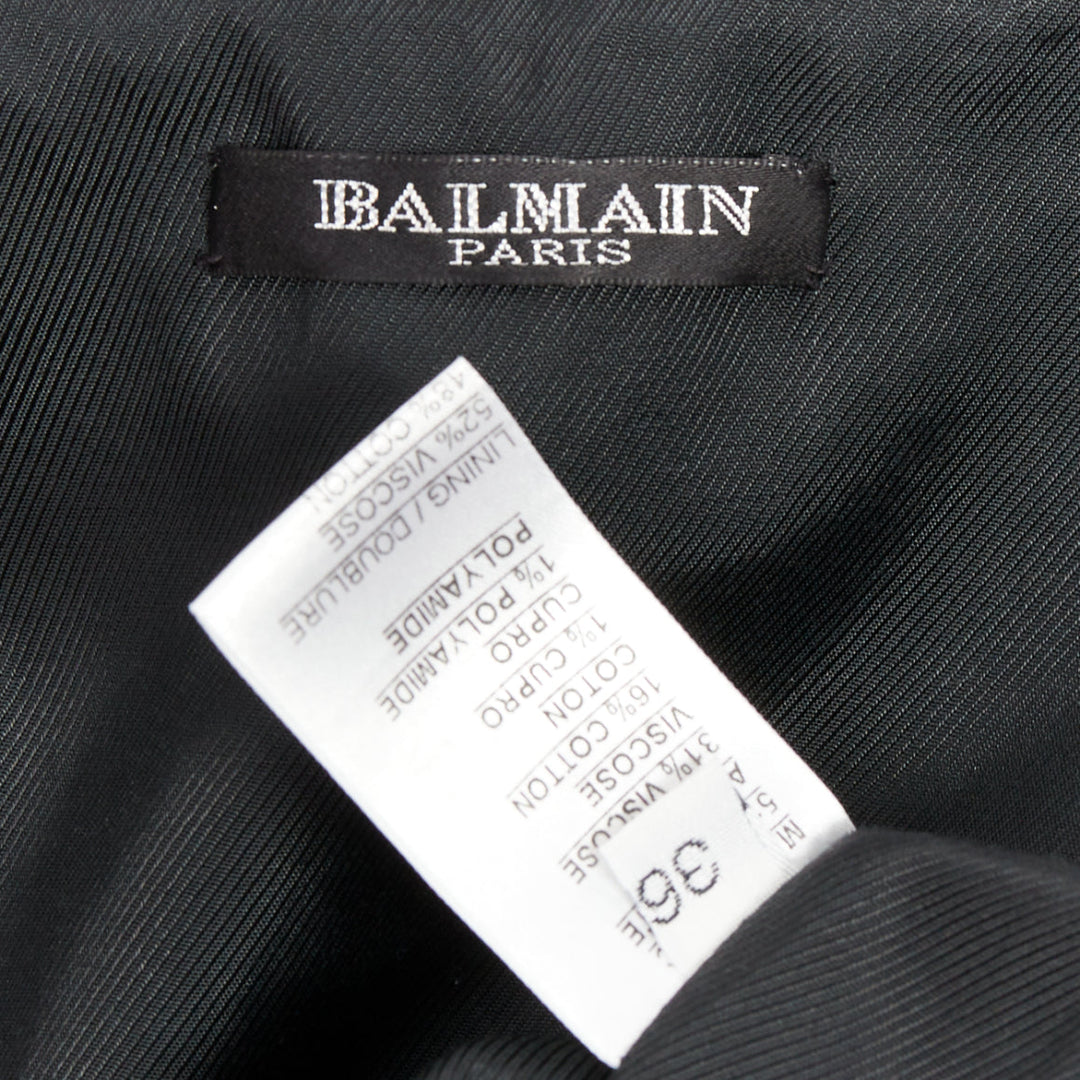 BALMAIN
PARIS
36
31% VISCOSE
VISCOSE
16% COTTON
COTON
1% CUPRO
CUPRO
1% POLYAMIDE
POLYAMIDE
LINING / DOUBLURE
52% VISCOSE
48% COTTON